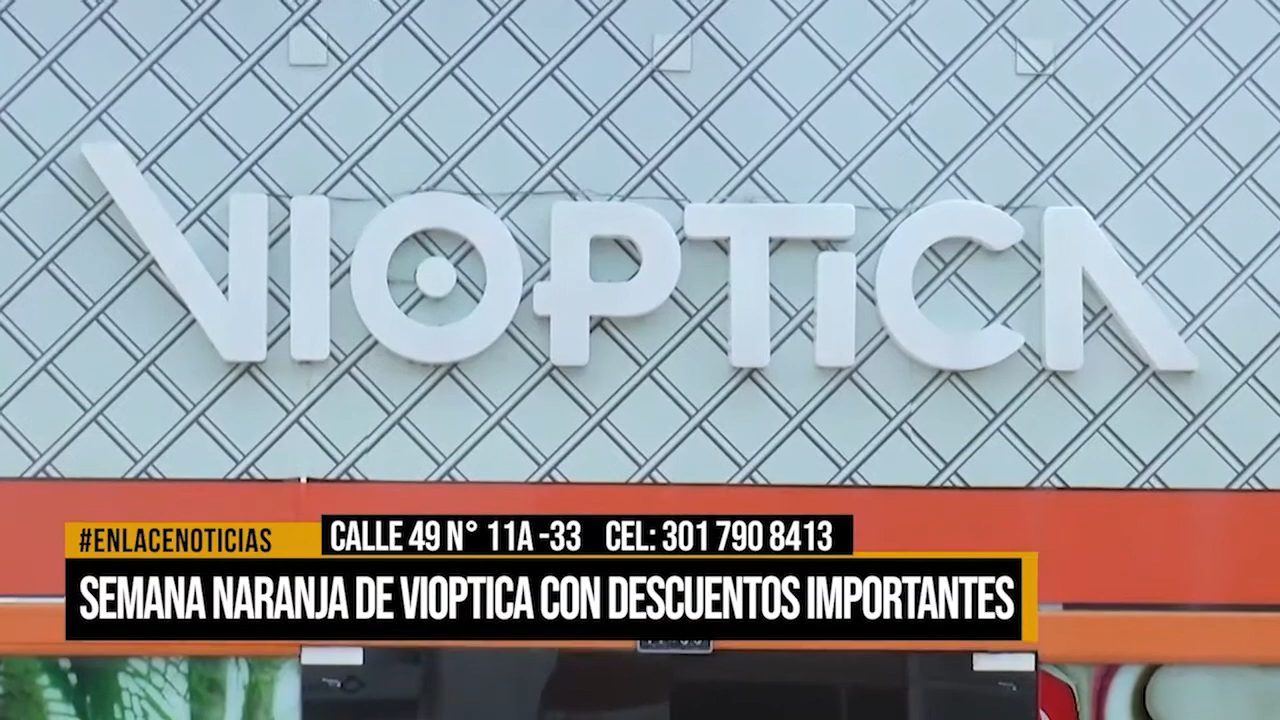 VIOPTICA
#ENLACENOTICIAS
CALLE 49 N° 11A -33 CEL: 301 790 8413
SEMANA NARANJA DE VIOPTICA CON DESCUENTOS IMPORTANTES